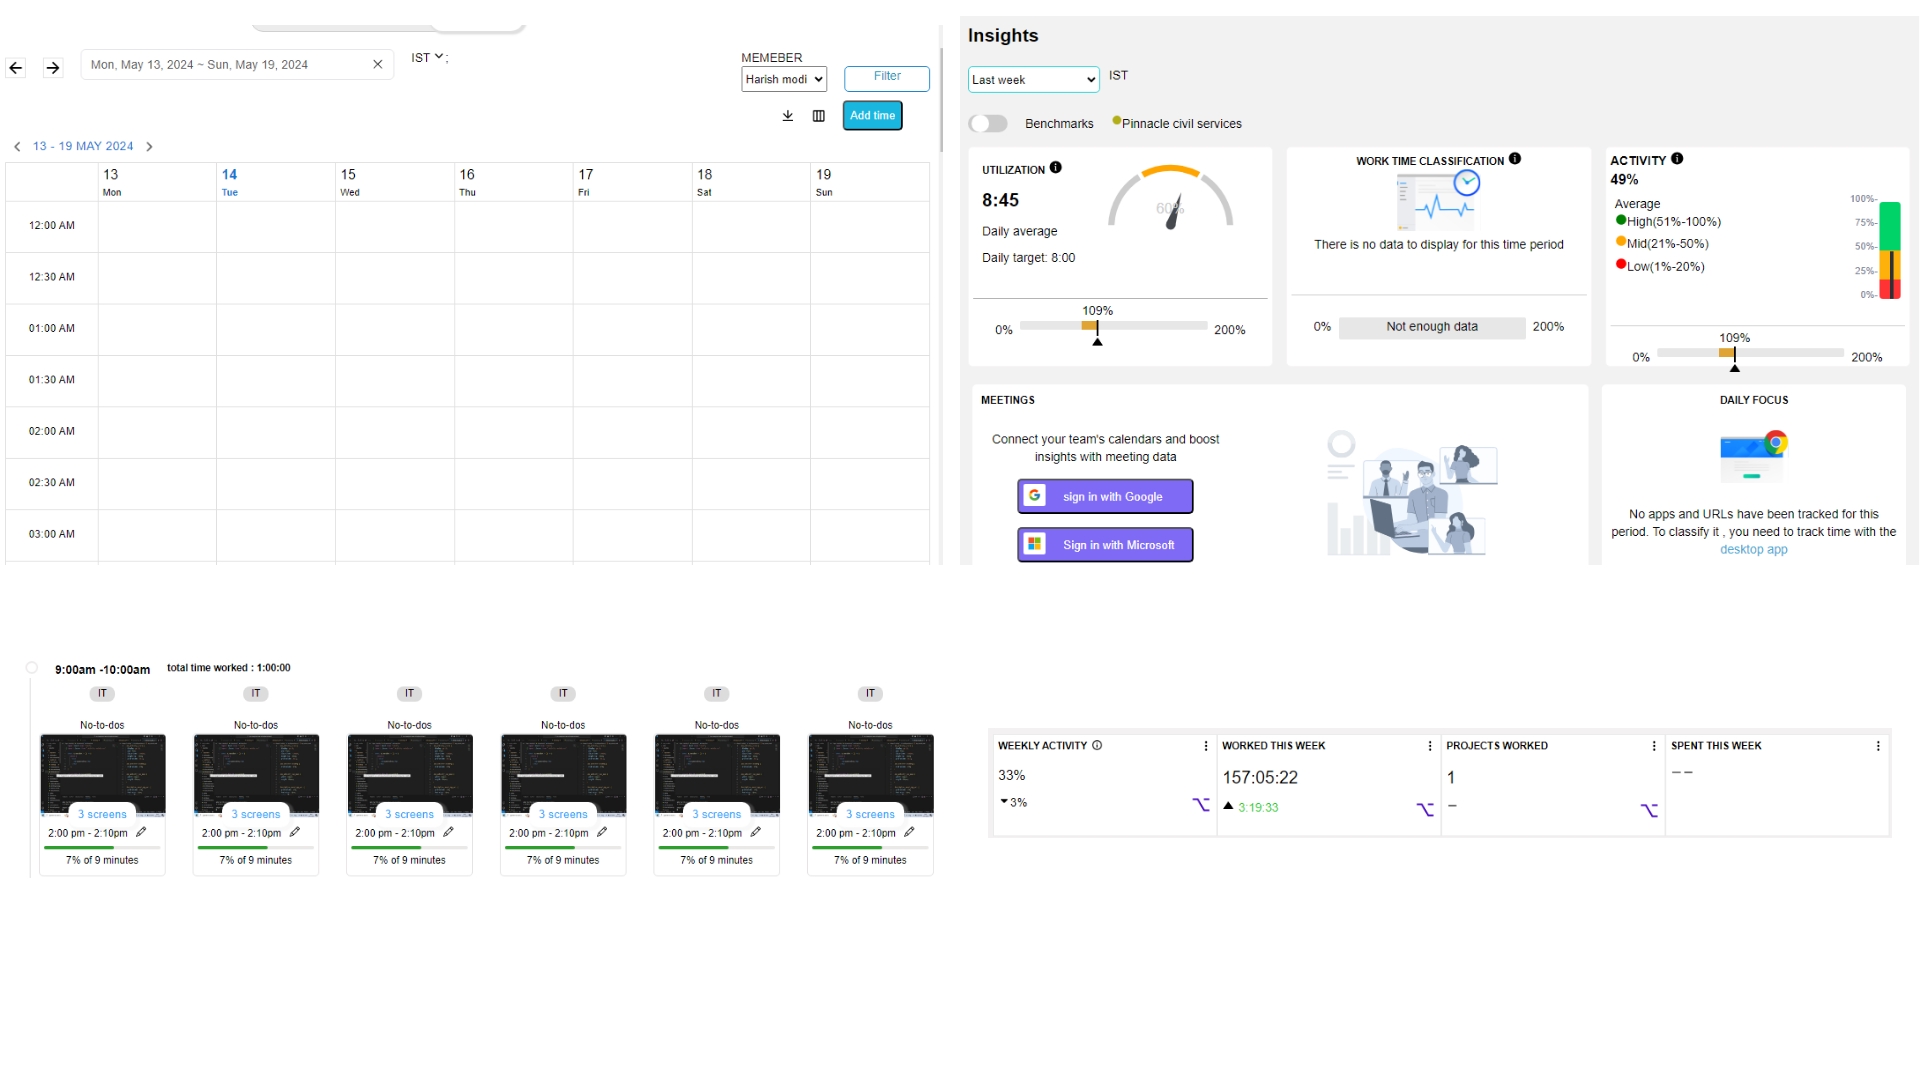 Mon, May 13, 2024 ~ Sun, May 19, 2024
IST ;
MEMEBER
Harish modi
Filter
Add time
13 - 19 MAY 2024
13 14 15 16 17 18 19
Mon Tue Wed Thu Fri Sat Sun
12:00 AM
12:30 AM
01:00 AM
01:30 AM
02:00 AM
02:30 AM
03:00 AM
Insights
Last week IST
Benchmarks Pinnacle civil services
UTILIZATION
8:45
60%
Daily average
Daily target: 8:00
109%
0% 200%
WORK TIME CLASSIFICATION
There is no data to display for this time period
0% Not enough data 200%
ACTIVITY
49%
Average
High(51%-100%)
Mid(21%-50%)
Low(1%-20%)
100%-
75%-
50%-
25%-
0%-
109%
0% 200%
MEETINGS
Connect your team's calendars and boost
insights with meeting data
sign in with Google
Sign in with Microsoft
DAILY FOCUS
No apps and URLs have been tracked for this
period. To classify it , you need to track time with the
desktop app
9:00am -10:00am total time worked : 1:00:00
IT IT IT IT IT IT
No-to-dos No-to-dos No-to-dos No-to-dos No-to-dos No-to-dos
3 screens 3 screens 3 screens 3 screens 3 screens 3 screens
2:00 pm - 2:10pm 2:00 pm - 2:10pm 2:00 pm - 2:10pm 2:00 pm - 2:10pm 2:00 pm - 2:10pm 2:00 pm - 2:10pm
7% of 9 minutes 7% of 9 minutes 7% of 9 minutes 7% of 9 minutes 7% of 9 minutes 7% of 9 minutes
WEEKLY ACTIVITY
33%
3%
WORKED THIS WEEK
157:05:22
3:19:33
PROJECTS WORKED
1
–
SPENT THIS WEEK
– –